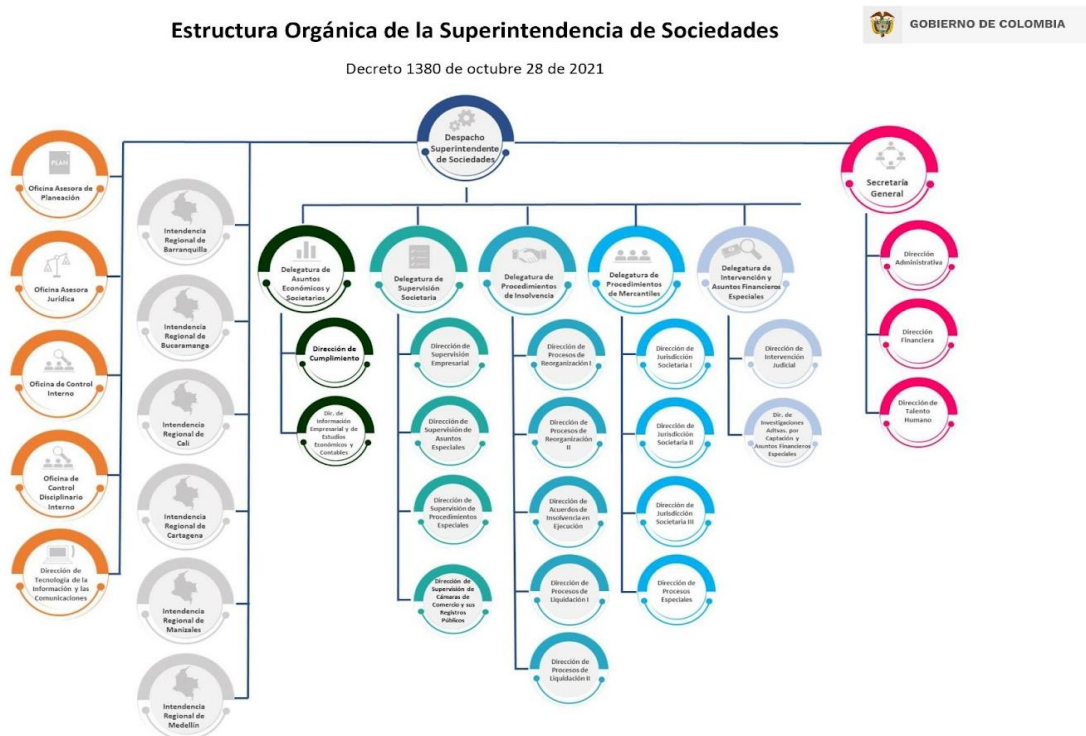 Estructura Orgánica de la Superintendencia de Sociedades
GOBIERNO DE COLOMBIA
Decreto 1380 de octubre 28 de 2021
Despacho
Superintendente
de Sociedades
PLAN
Oficina Asesora de
Planeación
Oficina Asesora
Jurídica
Oficina de Control
Interno
Oficina de
Control
Disciplinario
Interno
Dirección de
Tecnología de la
Información y las
Comunicaciones
Intendencia
Regional de
Barranquilla
Intendencia
Regional de
Bucaramanga
Intendencia
Regional de
Cali
Intendencia
Regional de
Cartagena
Intendencia
Regional de
Manizales
Intendencia
Regional de
Medellín
Delegatura de
Asuntos
Económicos y
Societarios
Dirección de
Cumplimiento
Dir. de
Información
Empresarial y de
Estudios
Económicos y
Contables
Delegatura de
Supervisión
Societaria
Dirección de
Supervisión
Empresarial
Dirección de
Supervisión de
Asuntos
Especiales
Dirección de
Supervisión de
Procedimientos
Especiales
Dirección de
Supervisión de
Cámaras de
Comercio y sus
Registros
Públicos
Delegatura de
Procedimientos
de Insolvencia
Dirección de
Procesos de
Reorganización I
Dirección de
Procesos de
Reorganización
II
Dirección de
Acuerdos de
Insolvencia en
Ejecución
Dirección de
Procesos de
Liquidación I
Dirección de
Procesos de
Liquidación II
Delegatura de
Procedimientos
de Mercantiles
Dirección de
Jurisdicción
Societaria I
Dirección de
Jurisdicción
Societaria II
Dirección de
Jurisdicción
Societaria III
Dirección de
Procesos
Especiales
Delegatura de
Intervención y
Asuntos Financieros
Especiales
Dirección de
Intervención
Judicial
Dir. de
Investigaciones
Adtvas. por
Captación y
Asuntos Financieros
Especiales
Secretaría
General
Dirección
Administrativa
Dirección
Financiera
Dirección de
Talento
Humano